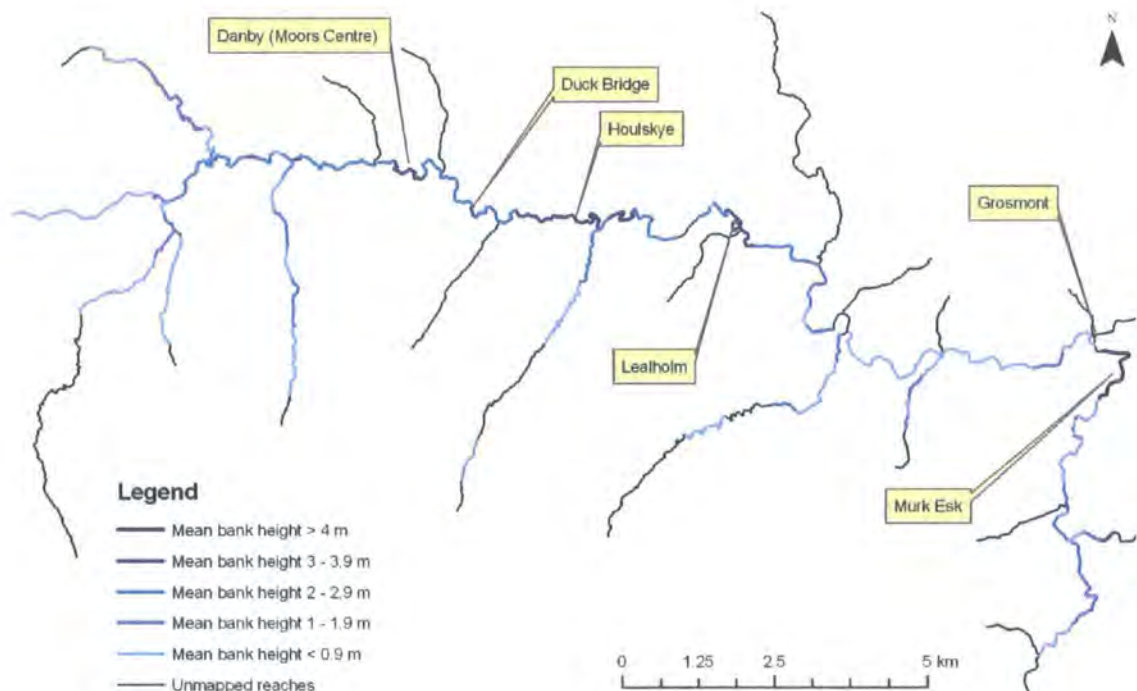 Danby (Moors Centre)
N
Duck Bridge
Houlskye
Grosmont
Lealholm
Murk Esk
Legend
Mean bank height > 4 m
Mean bank height 3 - 3.9 m
Mean bank height 2 - 2.9 m
Mean bank height 1 - 1.9 m
Mean bank height < 0.9 m
Unmapped reaches
0 1.25 2.5 5 km